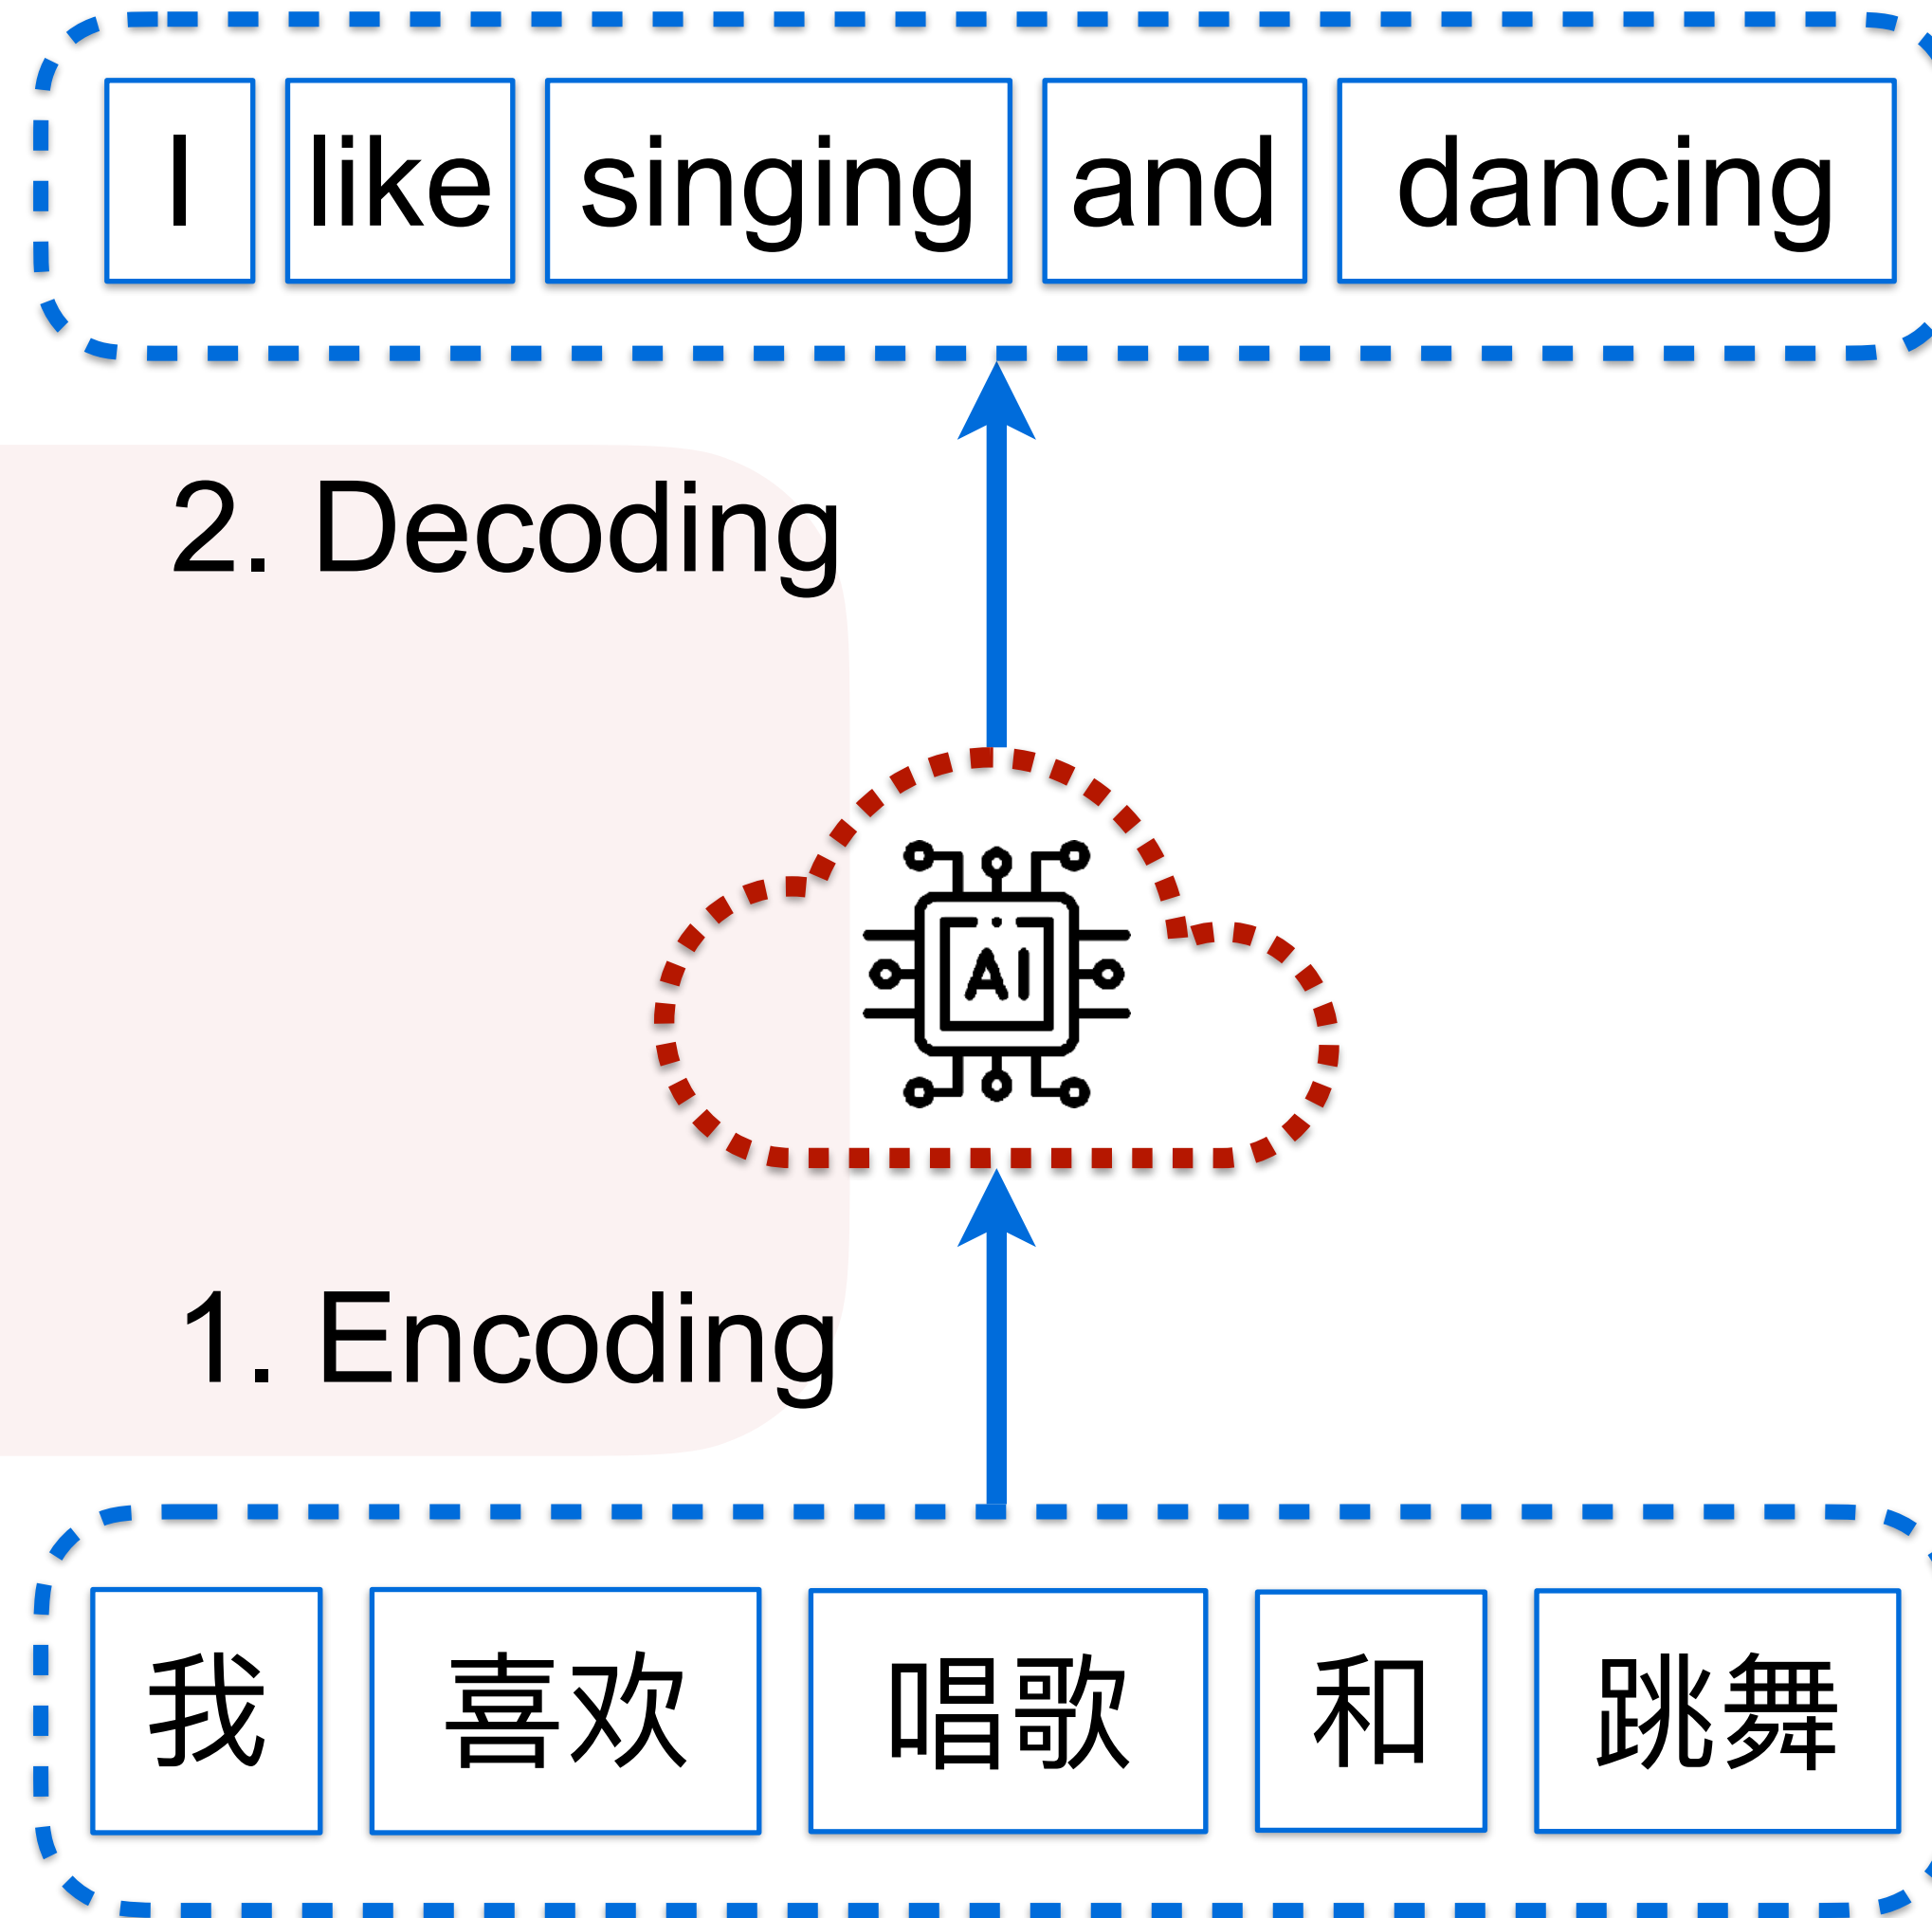 I like singing and dancing
2. Decoding
AI
1. Encoding
我 喜欢 唱歌 和 跳舞